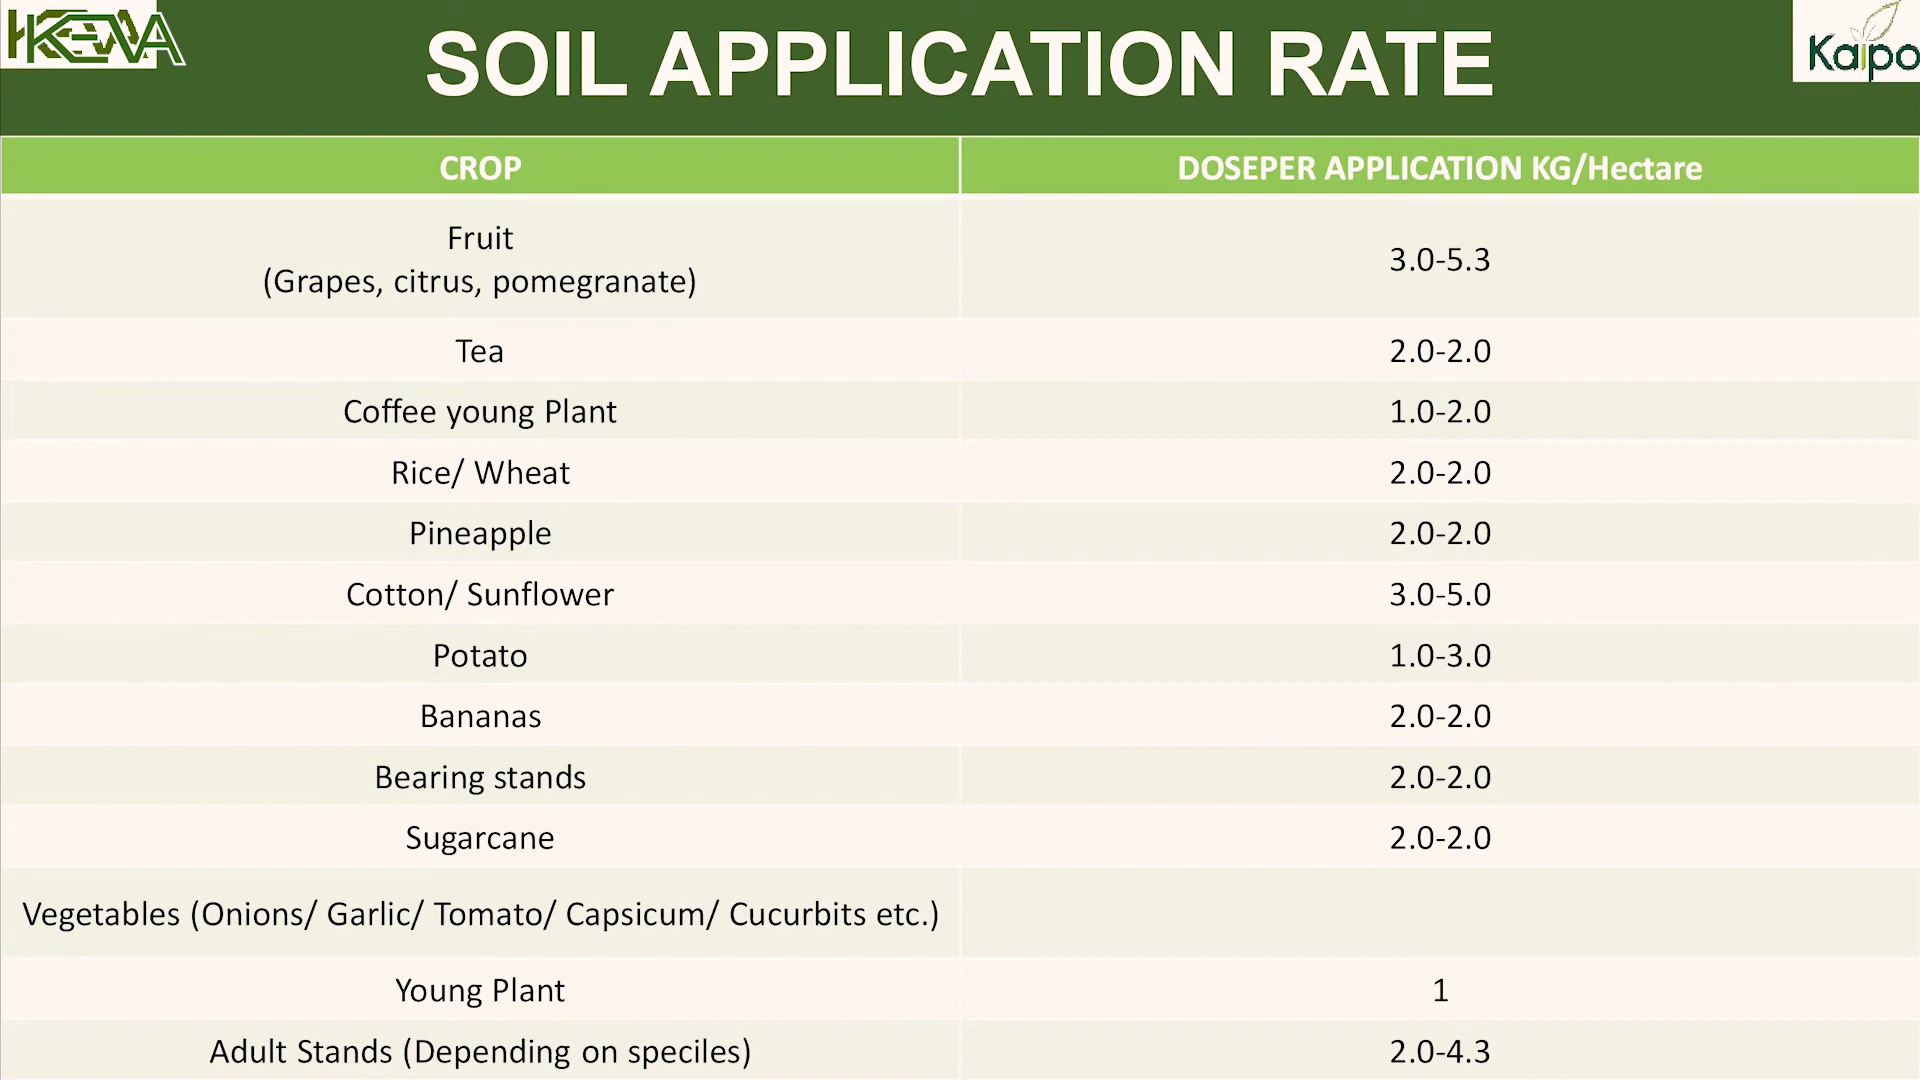 SOIL APPLICATION RATE
Kaipo
CROP
DOSEPER APPLICATION KG/Hectare
Fruit
(Grapes, citrus, pomegranate)
3.0-5.3
Tea
2.0-2.0
Coffee young Plant
1.0-2.0
Rice/ Wheat
2.0-2.0
Pineapple
2.0-2.0
Cotton/ Sunflower
3.0-5.0
Potato
1.0-3.0
Bananas
2.0-2.0
Bearing stands
2.0-2.0
Sugarcane
2.0-2.0
Vegetables (Onions/ Garlic/ Tomato/ Capsicum/ Cucurbits etc.)
Young Plant
1
Adult Stands (Depending on speciles)
2.0-4.3